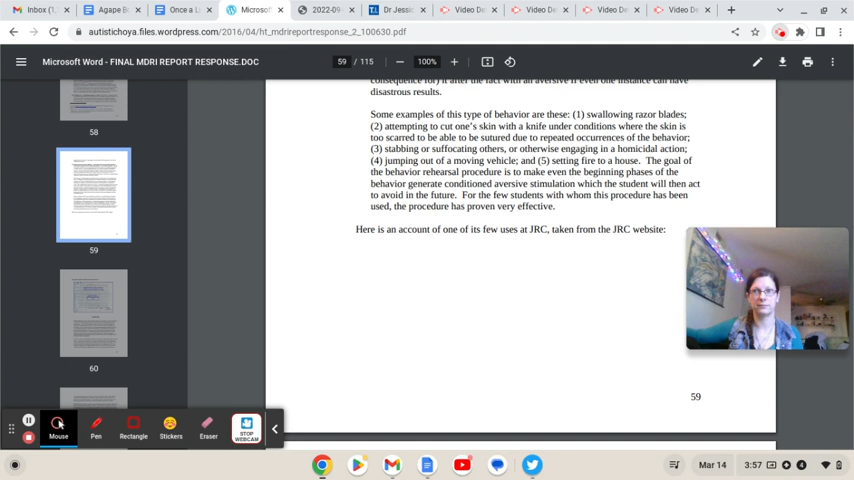 Inbox (1,
Agape B
Once a Li
Microsof
2022-09
Dr Jessic
Video De
Video De
Video De
Video De
autistichoya.files.wordpress.com/2016/04/ht_mdrireportresponse_2_100630.pdf
Microsoft Word - FINAL MDRI REPORT RESPONSE.DOC
59 / 115
100%
58
59
60
consequence for) it after the fact with an aversive if even one instance can have
disastrous results.
Some examples of this type of behavior are these: (1) swallowing razor blades;
(2) attempting to cut one's skin with a knife under conditions where the skin is
too scarred to be able to be sutured due to repeated occurrences of the behavior;
(3) stabbing or suffocating others, or otherwise engaging in a homicidal action;
(4) jumping out of a moving vehicle; and (5) setting fire to a house. The goal of
the behavior rehearsal procedure is to make even the beginning phases of the
behavior generate conditioned aversive stimulation which the student will then act
to avoid in the future. For the few students with whom this procedure has been
used, the procedure has proven very effective.
Here is an account of one of its few uses at JRC, taken from the JRC website:
59
Mouse
Pen
Rectangle
Stickers
Eraser
STOP
WEBCAM
Mar 14
3:57
4